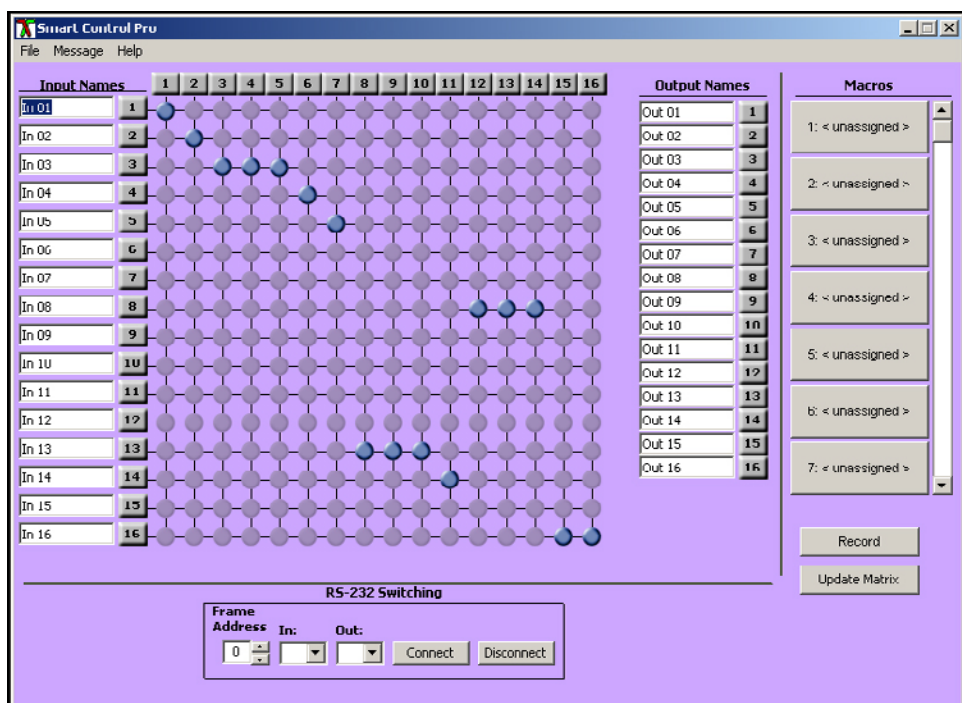 Smart Control Pro
File Message Help
Input Names
1 2 3 4 5 6 7 8 9 10 11 12 13 14 15 16
Output Names
Macros
In 01 1
In 02 2
In 03 3
In 04 4
In 05 5
In 06 6
In 07 7
In 08 8
In 09 9
In 10 10
In 11 11
In 12 12
In 13 13
In 14 14
In 15 15
In 16 16
Out 01 1
Out 02 2
Out 03 3
Out 04 4
Out 05 5
Out 06 6
Out 07 7
Out 08 8
Out 09 9
Out 10 10
Out 11 11
Out 12 12
Out 13 13
Out 14 14
Out 15 15
Out 16 16
1: < unassigned >
2: < unassigned >
3: < unassigned >
4: < unassigned >
5: < unassigned >
6: < unassigned >
7: < unassigned >
Record
Update Matrix
RS-232 Switching
Frame
Address In: Out:
0 Connect Disconnect